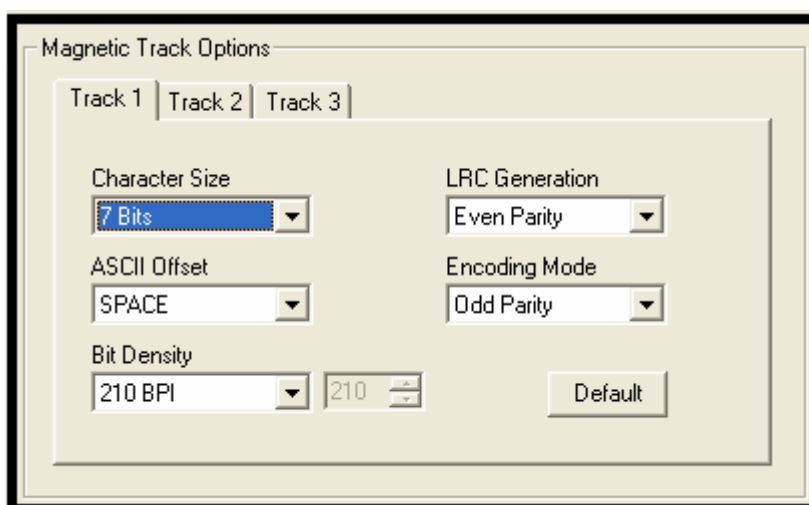 Magnetic Track Options
Track 1 Track 2 Track 3
Character Size LRC Generation
7 Bits Even Parity
ASCII Offset Encoding Mode
SPACE Odd Parity
Bit Density
210 BPI 210 Default